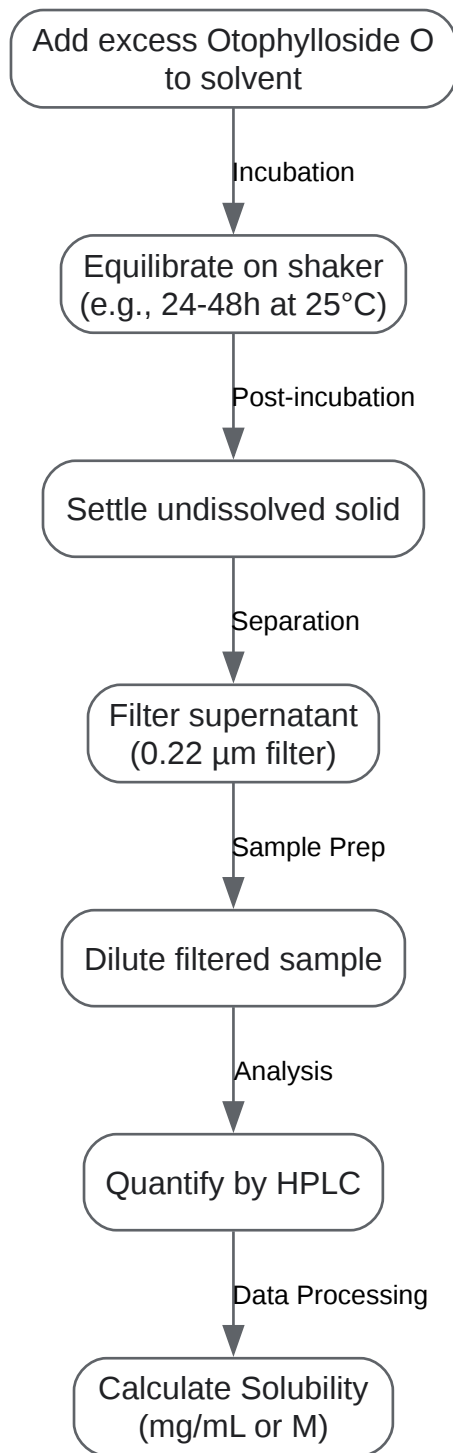 Add excess Otophylloside O
to solvent
Incubation
Equilibrate on shaker
(e.g., 24-48h at 25°C)
Post-incubation
Settle undissolved solid
Separation
Filter supernatant
(0.22 µm filter)
Sample Prep
Dilute filtered sample
Analysis
Quantify by HPLC
Data Processing
Calculate Solubility
(mg/mL or M)